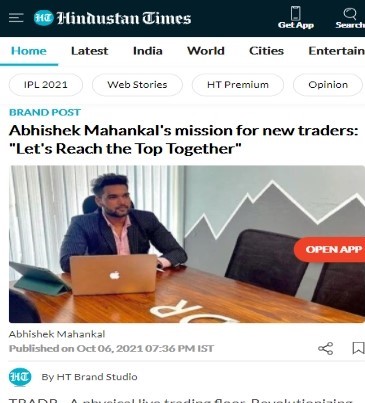 HT Hindustan Times
Get App
Search
Home Latest India World Cities Entertain
IPL 2021 Web Stories HT Premium Opinion
BRAND POST
Abhishek Mahankal's mission for new traders:
"Let's Reach the Top Together"
OPEN APP
Abhishek Mahankal
Published on Oct 06, 2021 07:36 PM IST
HT By HT Brand Studio
TRADR - A physical live trading floor, Revolutionizing